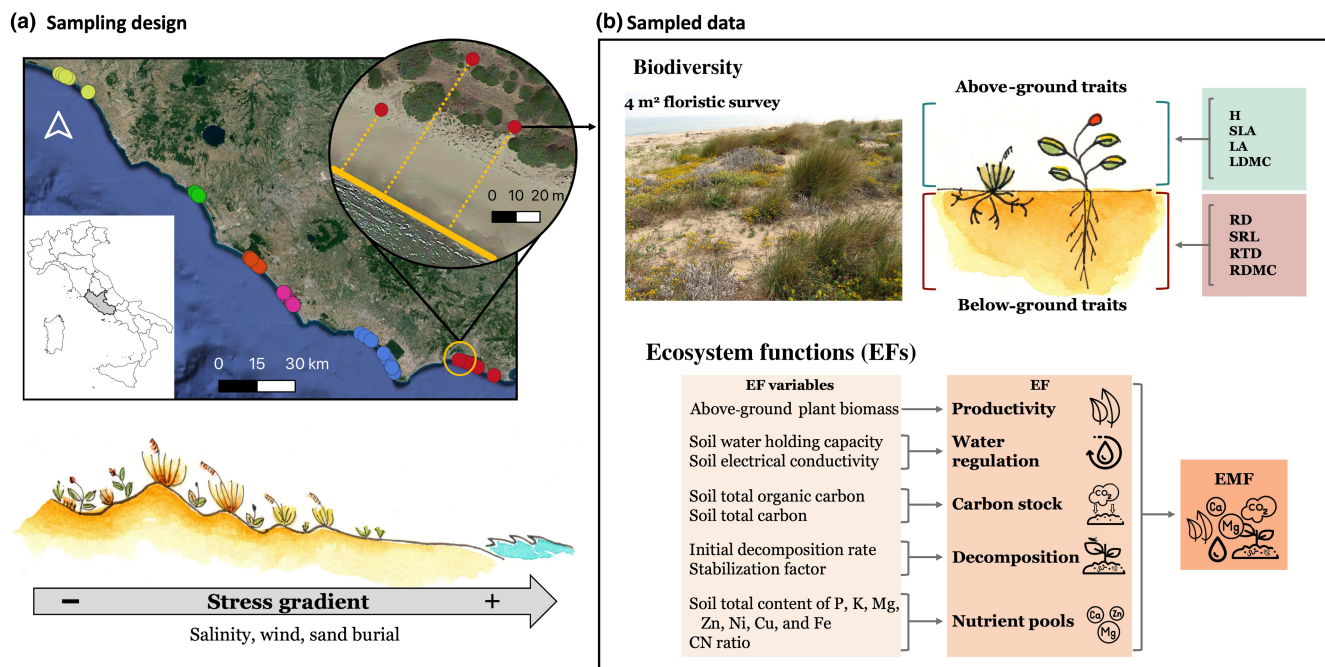 (a) Sampling design
0 10 20 m
0 15 30 km
Stress gradient
− +
Salinity, wind, sand burial
(b) Sampled data
Biodiversity
4 m² floristic survey
Above-ground traits
H
SLA
LA
LDMC
RD
SRL
RTD
RDMC
Below-ground traits
Ecosystem functions (EFs)
EF variables
Above-ground plant biomass
Soil water holding capacity
Soil electrical conductivity
Soil total organic carbon
Soil total carbon
Initial decomposition rate
Stabilization factor
Soil total content of P, K, Mg,
Zn, Ni, Cu, and Fe
CN ratio
EF
Productivity
Water
regulation
Carbon stock
CO₂
Decomposition
Nutrient pools
Ca Zn
Mg
EMF
Ca CO₂
Mg